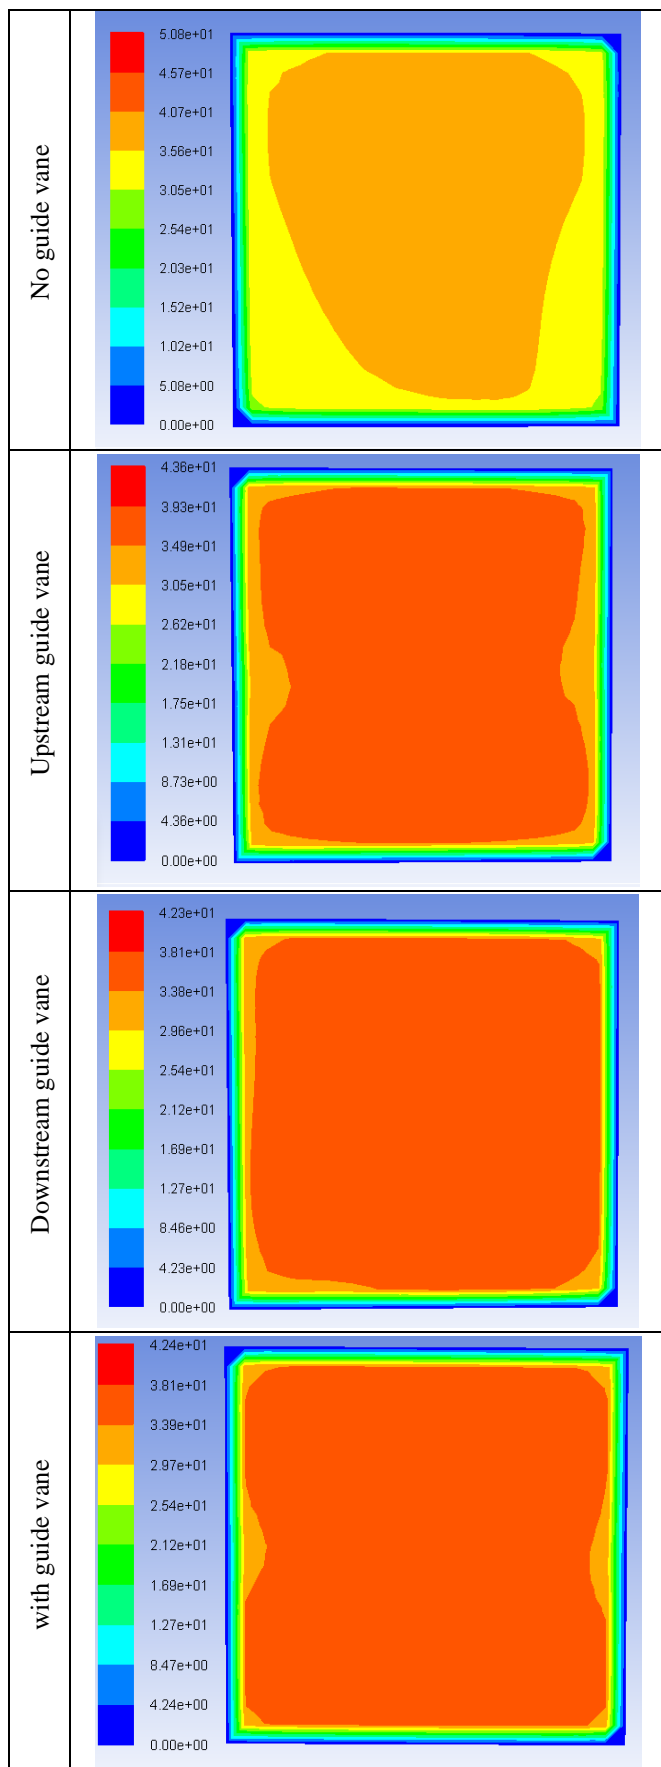 No guide vane
5.08e+01
4.57e+01
4.07e+01
3.56e+01
3.05e+01
2.54e+01
2.03e+01
1.52e+01
1.02e+01
5.08e+00
0.00e+00
Upstream guide vane
4.36e+01
3.93e+01
3.49e+01
3.05e+01
2.62e+01
2.18e+01
1.75e+01
1.31e+01
8.73e+00
4.36e+00
0.00e+00
Downstream guide vane
4.23e+01
3.81e+01
3.38e+01
2.96e+01
2.54e+01
2.12e+01
1.69e+01
1.27e+01
8.46e+00
4.23e+00
0.00e+00
with guide vane
4.24e+01
3.81e+01
3.39e+01
2.97e+01
2.54e+01
2.12e+01
1.69e+01
1.27e+01
8.47e+00
4.24e+00
0.00e+00